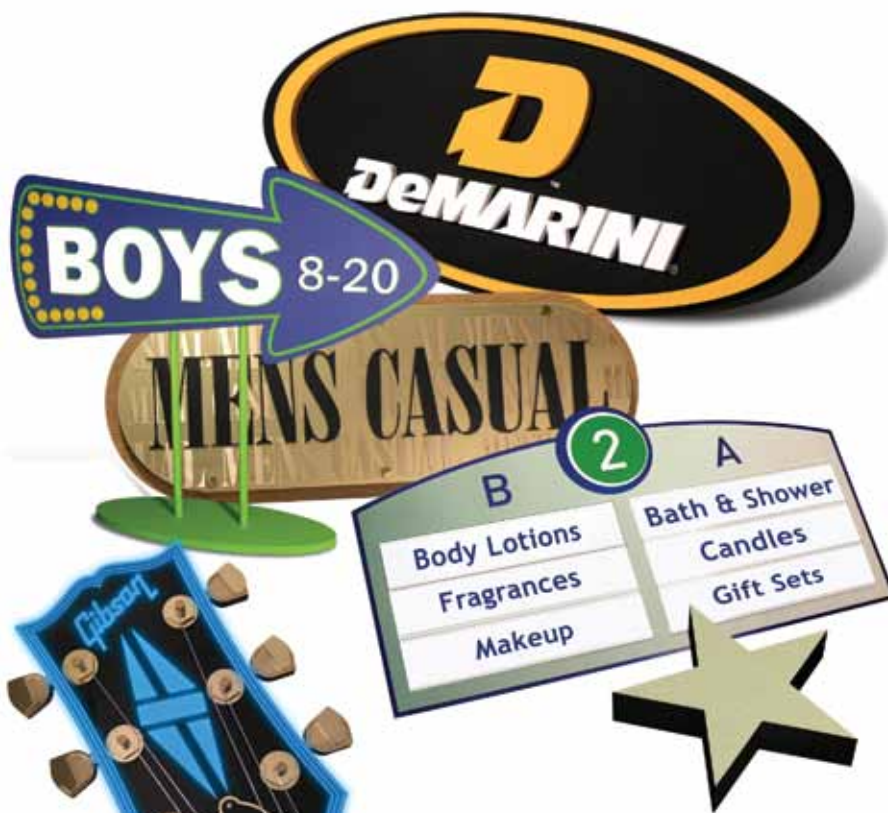 D
DeMARINI
BOYS 8-20
MENS CASUAL
2
B
Body Lotions
Fragrances
Makeup
A
Bath & Shower
Candles
Gift Sets
Gibson